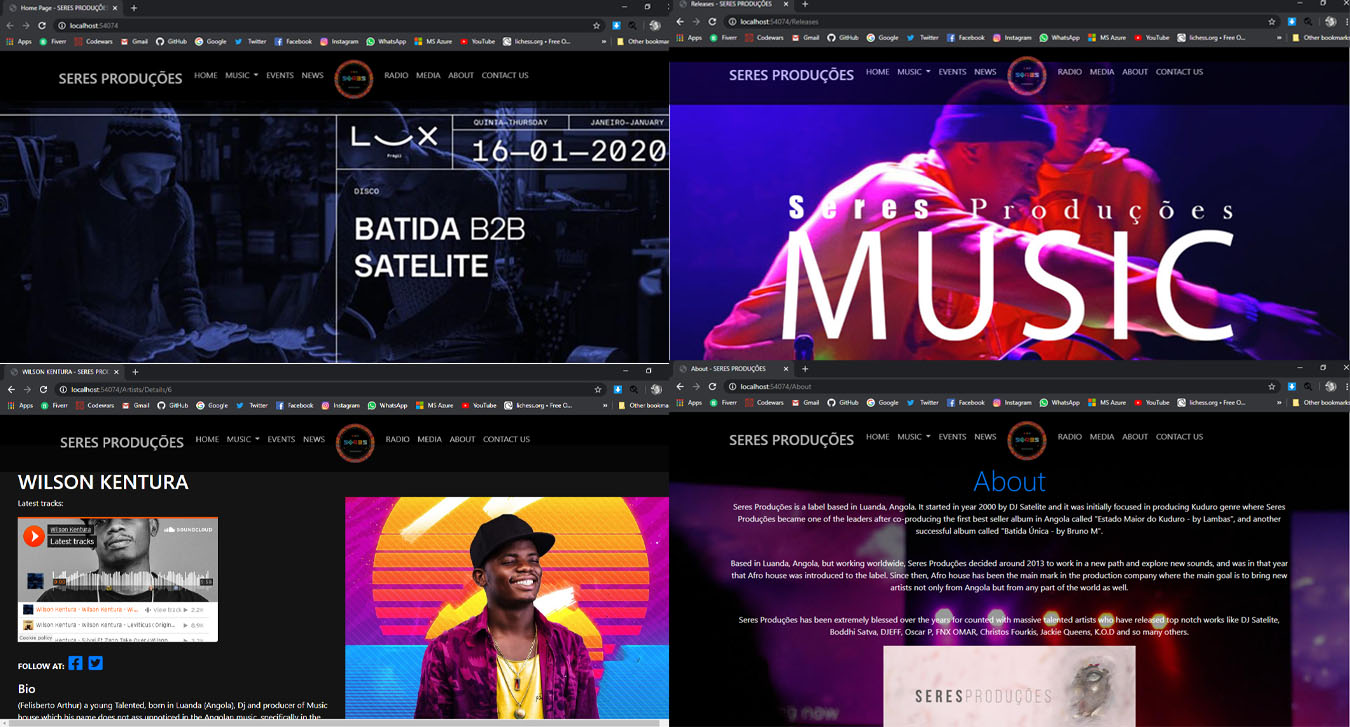 Home Page - SERES PRODUÇÕE
localhost:54074
Apps Fiverr Codewars Gmail GitHub Google Twitter Facebook Instagram WhatsApp MS Azure YouTube lichess.org • Free O... » Other bookmar
SERES PRODUÇÕES HOME MUSIC EVENTS NEWS SERES RADIO MEDIA ABOUT CONTACT US
LUX
Frágil
QUINTA—THURSDAY JANEIRO—JANUARY
16—01—2020
DISCO
BATIDA B2B
SATELITE
Releases - SERES PRODUÇÕES
localhost:54074/Releases
Apps Fiverr Codewars Gmail GitHub Google Twitter Facebook Instagram WhatsApp MS Azure YouTube lichess.org • Free O... » Other bookmarks
SERES PRODUÇÕES HOME MUSIC EVENTS NEWS SERES RADIO MEDIA ABOUT CONTACT US
Seres Produções
MUSIC
WILSON KENTURA - SERES PROD
localhost:54074/Artists/Details/6
Apps Fiverr Codewars Gmail GitHub Google Twitter Facebook Instagram WhatsApp MS Azure YouTube lichess.org • Free O... » Other bookma
SERES PRODUÇÕES HOME MUSIC EVENTS NEWS SERES RADIO MEDIA ABOUT CONTACT US
WILSON KENTURA
Latest tracks:
Wilson Kentura
SOUNDCLOUD
Latest tracks
0:00
Wilson Kentura - Wilson Kentura - Wi... View track 2.2K
Wilson Kentura - Wilson Kentura - Leviticus (Origin... 6.9K
Cookie policy
FOLLOW AT:
Bio
(Felisberto Arthur) a young Talented, born in Luanda (Angola), Dj and producer of Music
house which his name does not ass unnoticed in the Angolan music, specifically in the
About - SERES PRODUÇÕES
localhost:54074/About
Apps Fiverr Codewars Gmail GitHub Google Twitter Facebook Instagram WhatsApp MS Azure YouTube lichess.org • Free O... » Other bookmarks
SERES PRODUÇÕES HOME MUSIC EVENTS NEWS SERES RADIO MEDIA ABOUT CONTACT US
About
Seres Produções is a label based in Luanda, Angola. It started in year 2000 by DJ Satelite and it was initially focused in producing Kuduro genre where Seres
Produções became one of the leaders after co-producing the first best seller album in Angola called "Estado Maior do Kuduro - by Lambas", and another
successful album called "Batida Única - by Bruno M".
Based in Luanda, Angola, but working worldwide, Seres Produções decided around 2013 to work in a new path and explore new sounds, and was in that year
that Afro house was introduced to the label. Since then, Afro house has been the main mark in the production company where the main goal is to bring new
artists not only from Angola but from any part of the world as well.
Seres Produções has been extremely blessed over the years for counted with massive talented artists who have released top notch works like DJ Satelite,
Boddhi Satva, DJEFF, Oscar P, FNX OMAR, Christos Fourkis, Jackie Queens, K.O.D and so many others.
SERESPRODUÇÕES
now